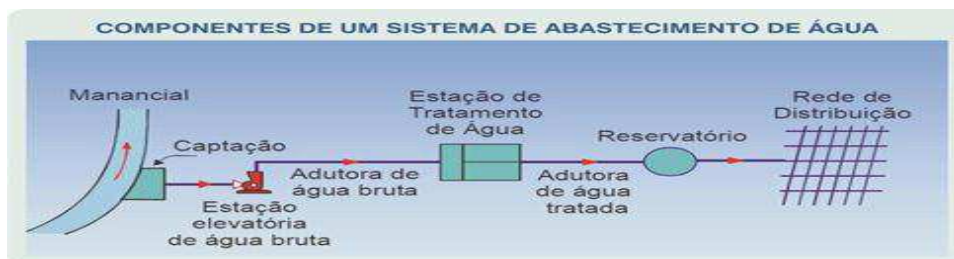 COMPONENTES DE UM SISTEMA DE ABASTECIMENTO DE ÁGUA
Manancial
Captação
Estação
elevatória
de água bruta
Adutora de
água bruta
Estação de
Tratamento
de Água
Adutora
de água
tratada
Reservatório
Rede de
Distribuição